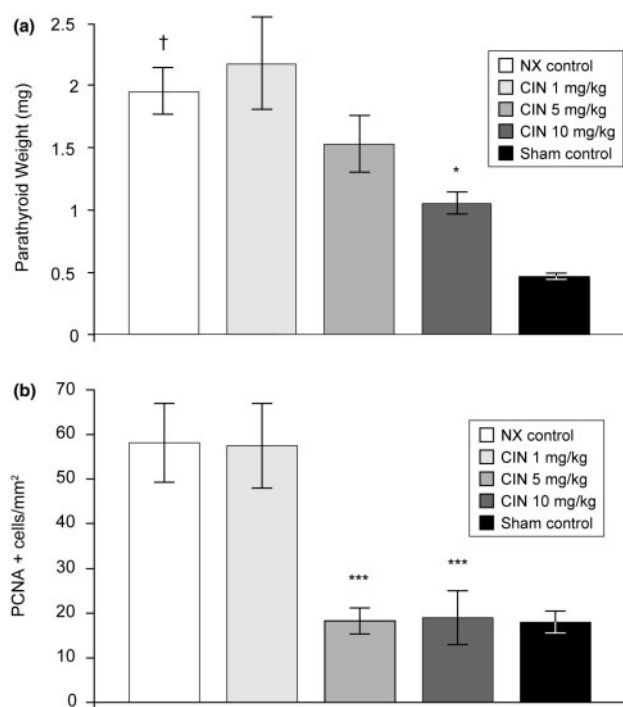 (a)
Parathyroid Weight (mg)
2.5
2
1.5
1
0.5
0
†
*
NX control
CIN 1 mg/kg
CIN 5 mg/kg
CIN 10 mg/kg
Sham control
(b)
PCNA + cells/mm²
70
60
50
40
30
20
10
0
***
***
NX control
CIN 1 mg/kg
CIN 5 mg/kg
CIN 10 mg/kg
Sham control